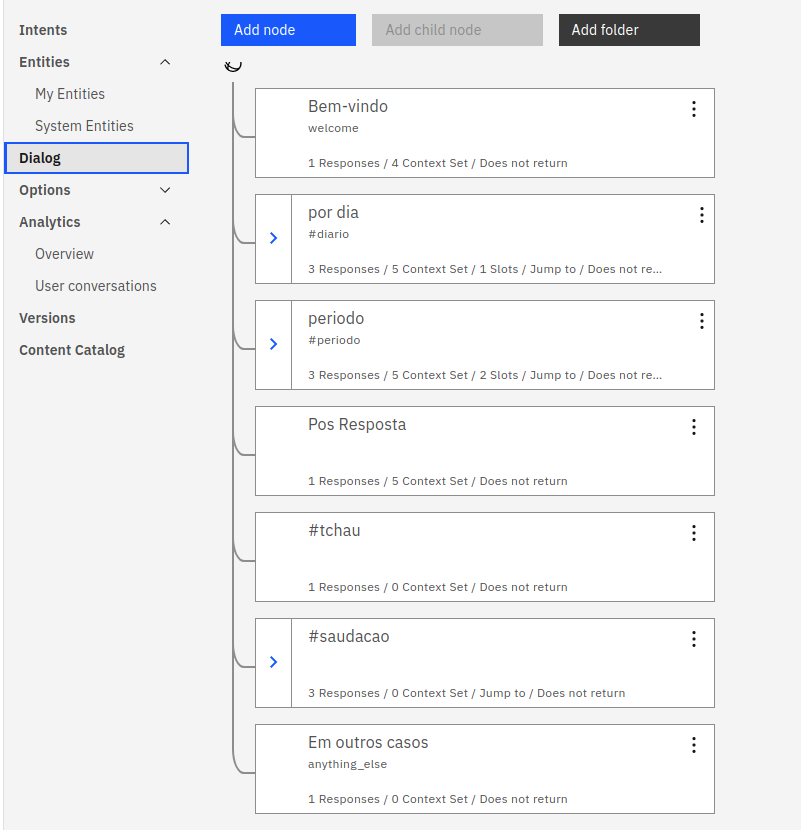 Intents
Entities
My Entities
System Entities
Dialog
Options
Analytics
Overview
User conversations
Versions
Content Catalog
Add node
Add child node
Add folder
Bem-vindo
welcome
1 Responses / 4 Context Set / Does not return
por dia
#diario
3 Responses / 5 Context Set / 1 Slots / Jump to / Does not re...
periodo
#periodo
3 Responses / 5 Context Set / 2 Slots / Jump to / Does not re...
Pos Resposta
1 Responses / 5 Context Set / Does not return
#tchau
1 Responses / 0 Context Set / Does not return
#saudacao
3 Responses / 0 Context Set / Jump to / Does not return
Em outros casos
anything_else
1 Responses / 0 Context Set / Does not return